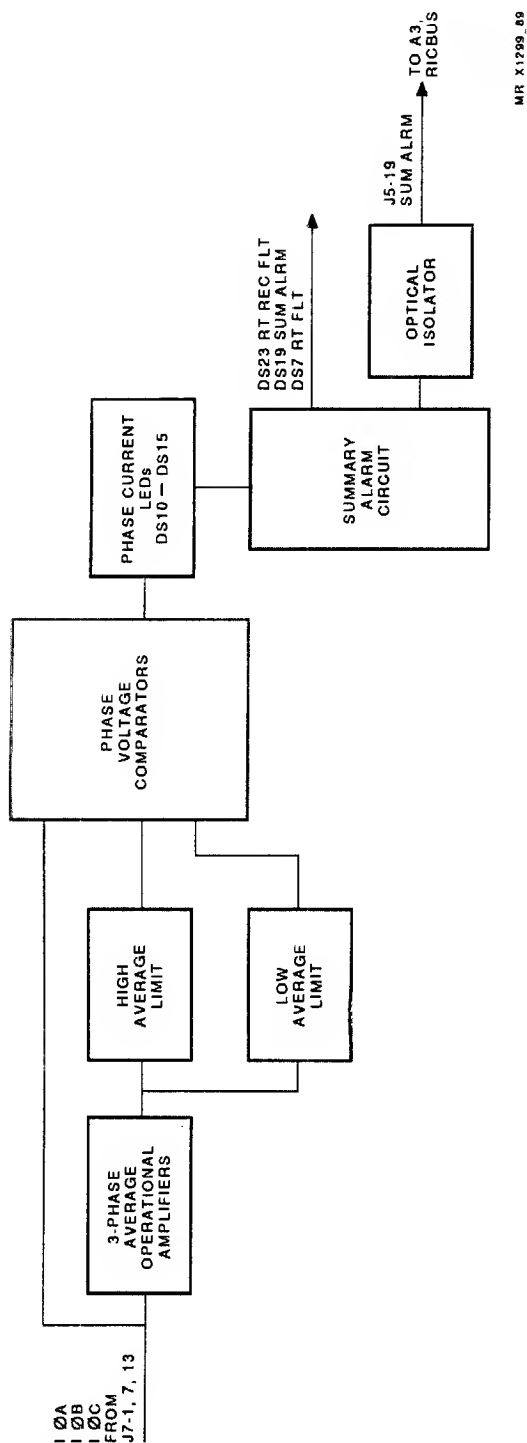 I ØA
I ØB
I ØC
FROM
J7-1, 7, 13
3-PHASE
AVERAGE
OPERATIONAL
AMPLIFIERS
HIGH
AVERAGE
LIMIT
LOW
AVERAGE
LIMIT
PHASE
VOLTAGE
COMPARATORS
PHASE CURRENT
LEDs
DS10 — DS15
SUMMARY
ALARM
CIRCUIT
DS23 RT REC FLT
DS19 SUM ALRM
DS7 RT FLT
OPTICAL
ISOLATOR
J5-19
SUM ALRM
TO A3,
RICBUS
MR X1299_89